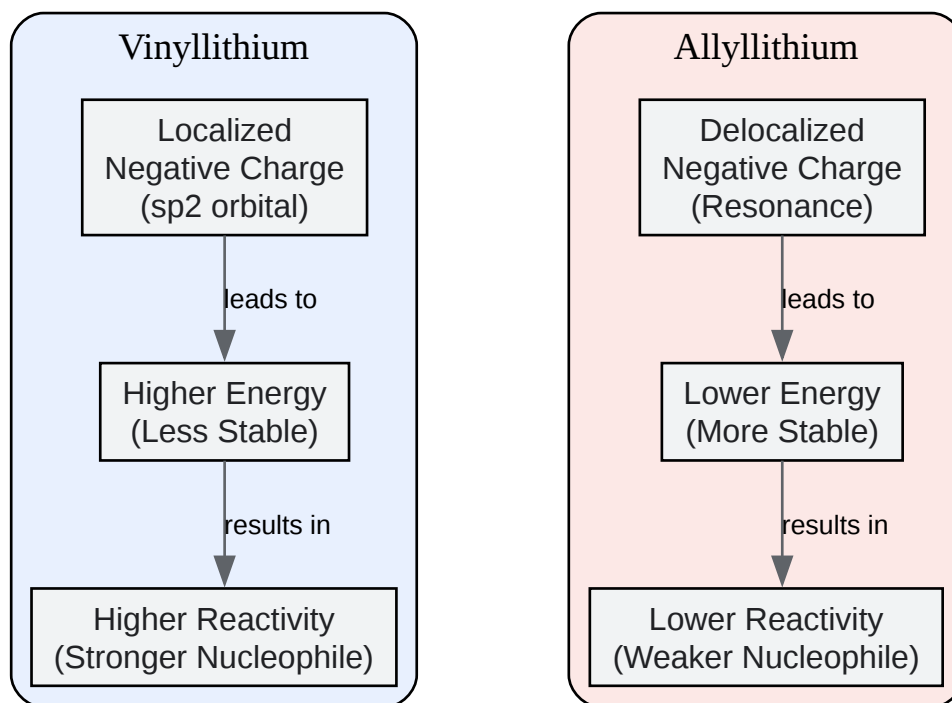 Vinyllithium
Localized
Negative Charge
(sp2 orbital)
leads to
Higher Energy
(Less Stable)
results in
Higher Reactivity
(Stronger Nucleophile)
Allyllithium
Delocalized
Negative Charge
(Resonance)
leads to
Lower Energy
(More Stable)
results in
Lower Reactivity
(Weaker Nucleophile)